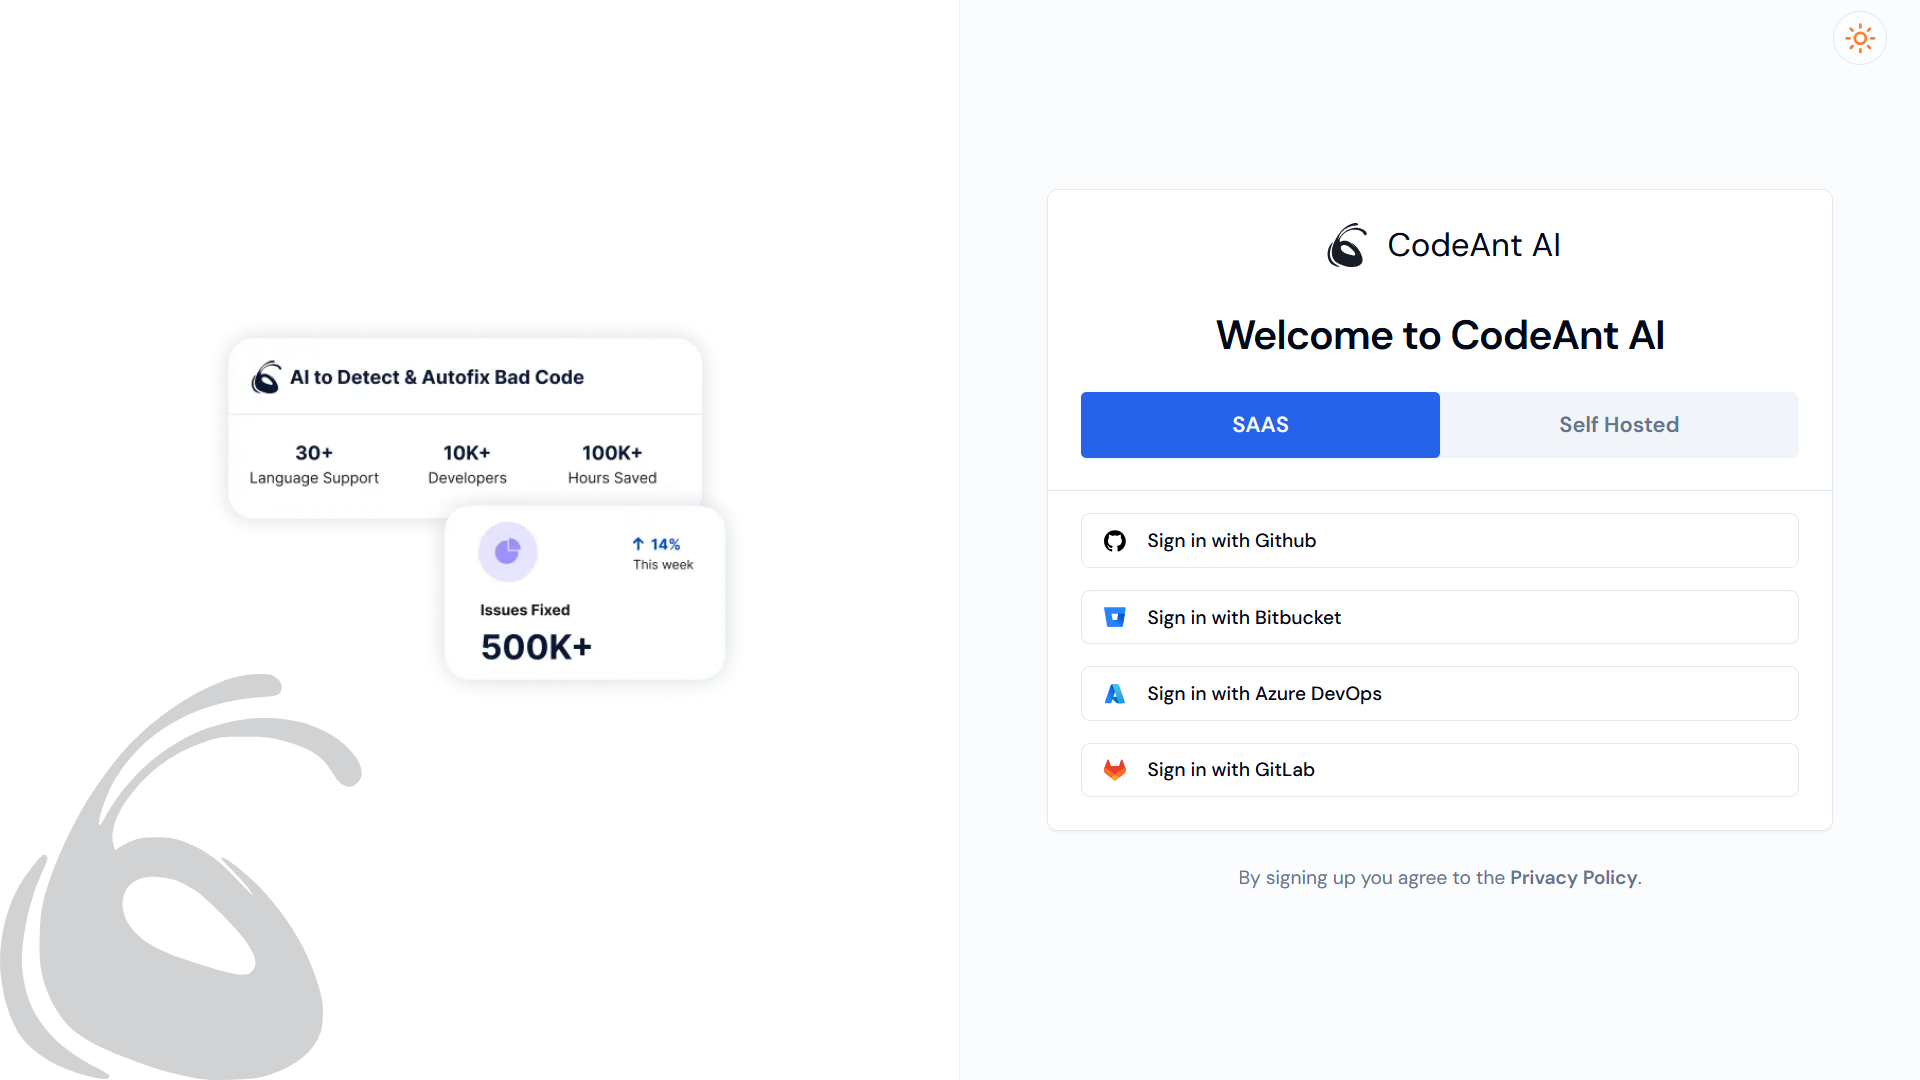 AI to Detect & Autofix Bad Code
30+
Language Support
10K+
Developers
100K+
Hours Saved
14%
This week
Issues Fixed
500K+
CodeAnt AI
Welcome to CodeAnt AI
SAAS
Self Hosted
Sign in with Github
Sign in with Bitbucket
Sign in with Azure DevOps
Sign in with GitLab
By signing up you agree to the Privacy Policy.